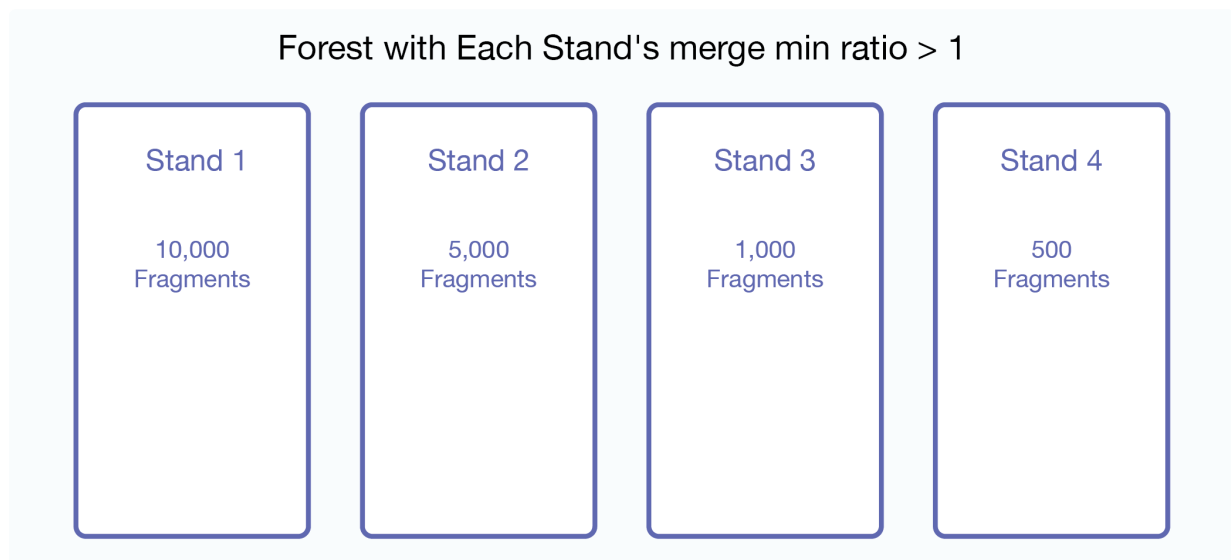 Forest with Each Stand's merge min ratio > 1
Stand 1
10,000
Fragments
Stand 2
5,000
Fragments
Stand 3
1,000
Fragments
Stand 4
500
Fragments